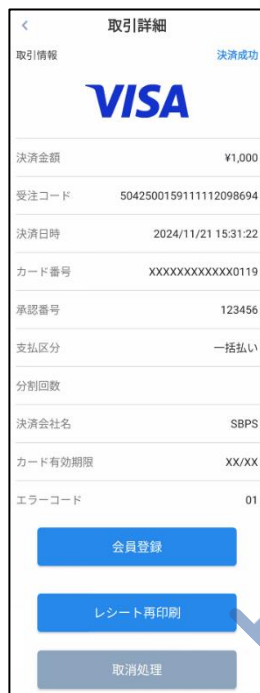 取引詳細
取引情報 決済成功
VISA
決済金額 ¥1,000
受注コード 5042500159111112098694
決済日時 2024/11/21 15:31:22
カード番号 XXXXXXXXXXXX0119
承認番号 123456
支払区分 一括払い
分割回数
決済会社名 SBPS
カード有効期限 XX/XX
エラーコード 01
会員登録
レシート再印刷
取消処理